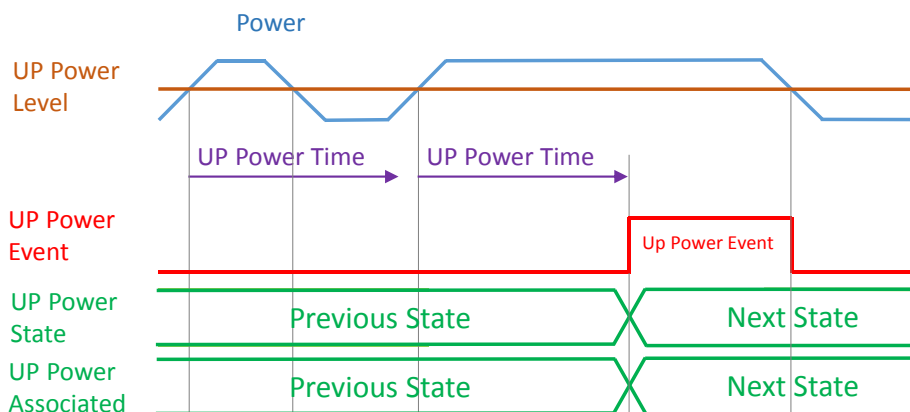 Power
UP Power
Level
UP Power Time
UP Power Time
UP Power
Event
Up Power Event
UP Power
State
Previous State
Next State
UP Power
Associated
Previous State
Next State